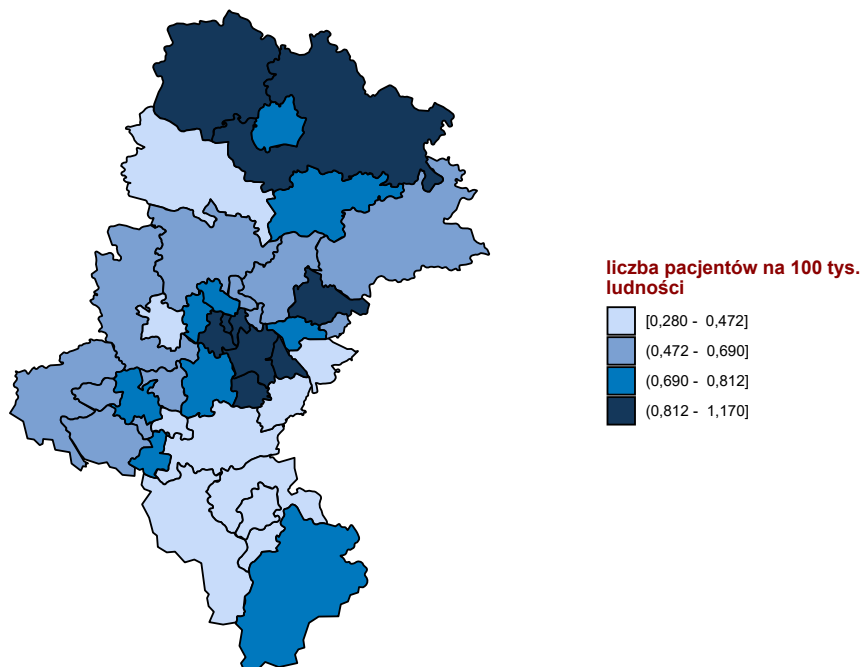 liczba pacjentów na 100 tys.
ludności
[0,280 - 0,472]
(0,472 - 0,690]
(0,690 - 0,812]
(0,812 - 1,170]